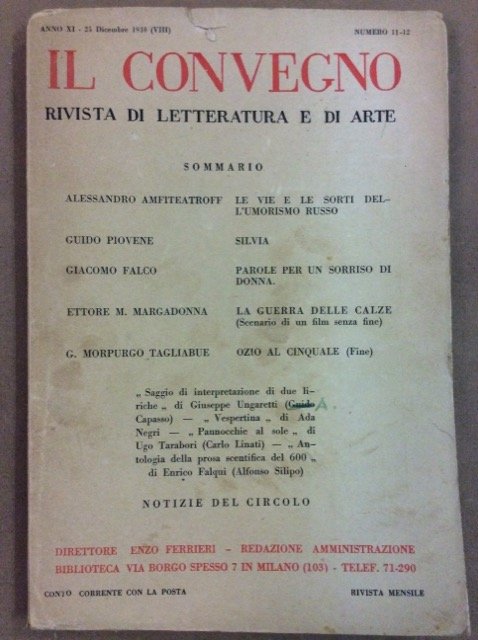 ANNO XI - 25 Dicembre 1930 (VIII) NUMERO 11-12
IL CONVEGNO
RIVISTA DI LETTERATURA E DI ARTE
SOMMARIO
ALESSANDRO AMFITEATROFF LE VIE E LE SORTI DEL-
L'UMORISMO RUSSO
GUIDO PIOVENE SILVIA
GIACOMO FALCO PAROLE PER UN SORRISO DI
DONNA.
ETTORE M. MARGADONNA LA GUERRA DELLE CALZE
(Scenario di un film senza fine)
G. MORPURGO TAGLIABUE OZIO AL CINQUALE (Fine)
„ Saggio di interpretazione di due li-
riche „ di Giuseppe Ungaretti (Guido A.
Capasso) — „ Vespertina „ di Ada
Negri — „ Pannocchie al sole „ di
Ugo Tarabori (Carlo Linati) — „ An-
tologia della prosa scentifica del 600 „
di Enrico Falqui (Alfonso Silipo)
NOTIZIE DEL CIRCOLO
DIRETTORE ENZO FERRIERI - REDAZIONE AMMINISTRAZIONE
BIBLIOTECA VIA BORGO SPESSO 7 IN MILANO (103) - TELEF. 71-290
CONTO CORRENTE CON LA POSTA RIVISTA MENSILE